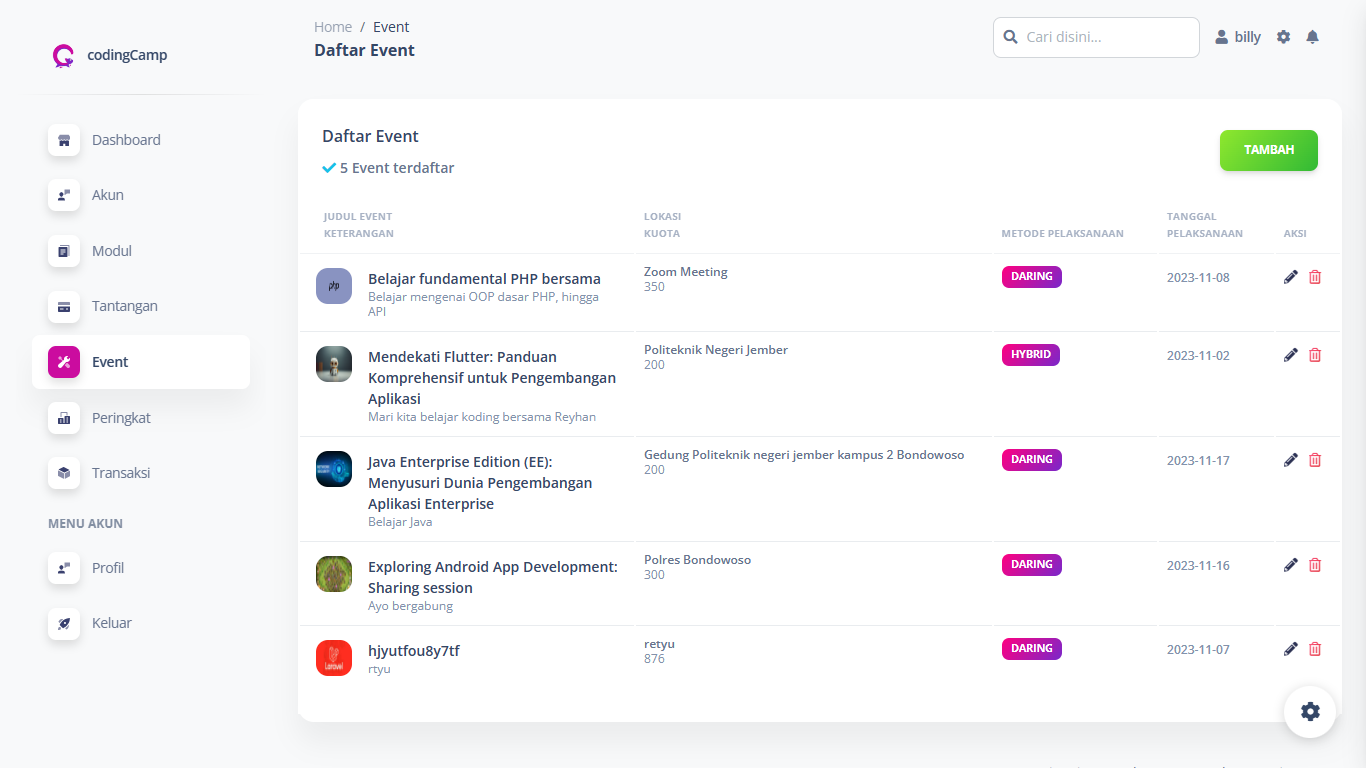 codingCamp
Dashboard
Akun
Modul
Tantangan
Event
Peringkat
Transaksi
MENU AKUN
Profil
Keluar
Home / Event
Daftar Event
Cari disini...
billy
Daftar Event
5 Event terdaftar
TAMBAH
JUDUL EVENT
KETERANGAN
LOKASI
KUOTA
METODE PELAKSANAAN
TANGGAL
PELAKSANAAN
AKSI
php
Belajar fundamental PHP bersama
Belajar mengenai OOP dasar PHP, hingga
API
Zoom Meeting
350
DARING
2023-11-08
Mendekati Flutter: Panduan
Komprehensif untuk Pengembangan
Aplikasi
Mari kita belajar koding bersama Reyhan
Politeknik Negeri Jember
200
HYBRID
2023-11-02
Java Enterprise Edition (EE):
Menyusuri Dunia Pengembangan
Aplikasi Enterprise
Belajar Java
Gedung Politeknik negeri jember kampus 2 Bondowoso
200
DARING
2023-11-17
Exploring Android App Development:
Sharing session
Ayo bergabung
Polres Bondowoso
300
DARING
2023-11-16
Laravel
hjyutfou8y7tf
rtyu
retyu
876
DARING
2023-11-07